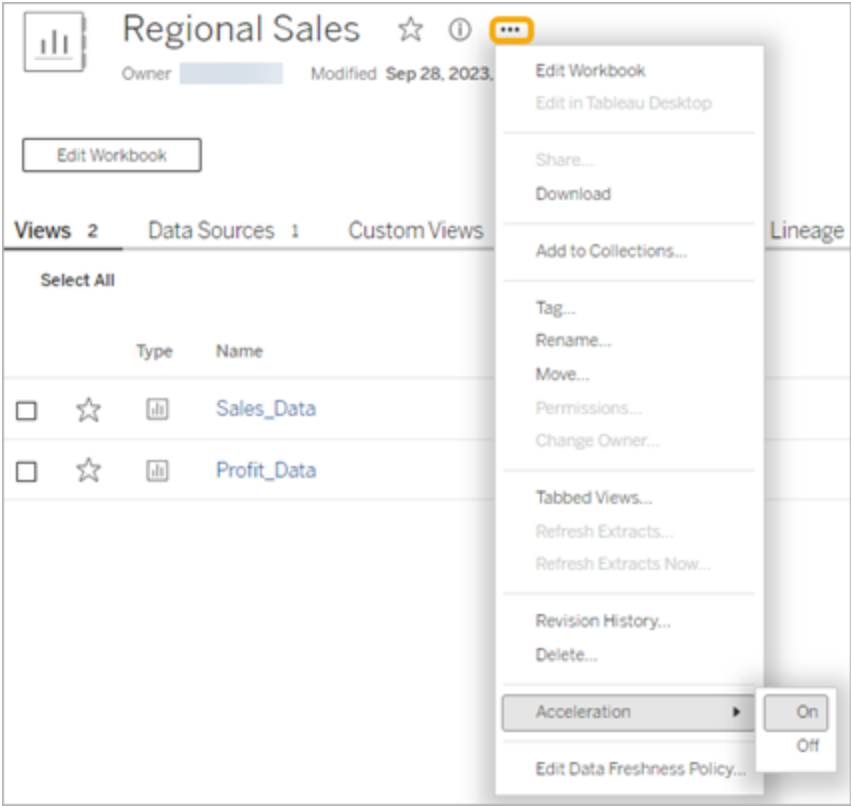 Regional Sales
Owner Modified Sep 28, 2023,
Edit Workbook
Views 2 Data Sources 1 Custom Views Lineage
Select All
Type Name
Sales_Data
Profit_Data
Edit Workbook
Edit in Tableau Desktop
Share...
Download
Add to Collections...
Tag...
Rename...
Move...
Permissions...
Change Owner...
Tabbed Views...
Refresh Extracts...
Refresh Extracts Now...
Revision History...
Delete...
Acceleration
On
Off
Edit Data Freshness Policy...